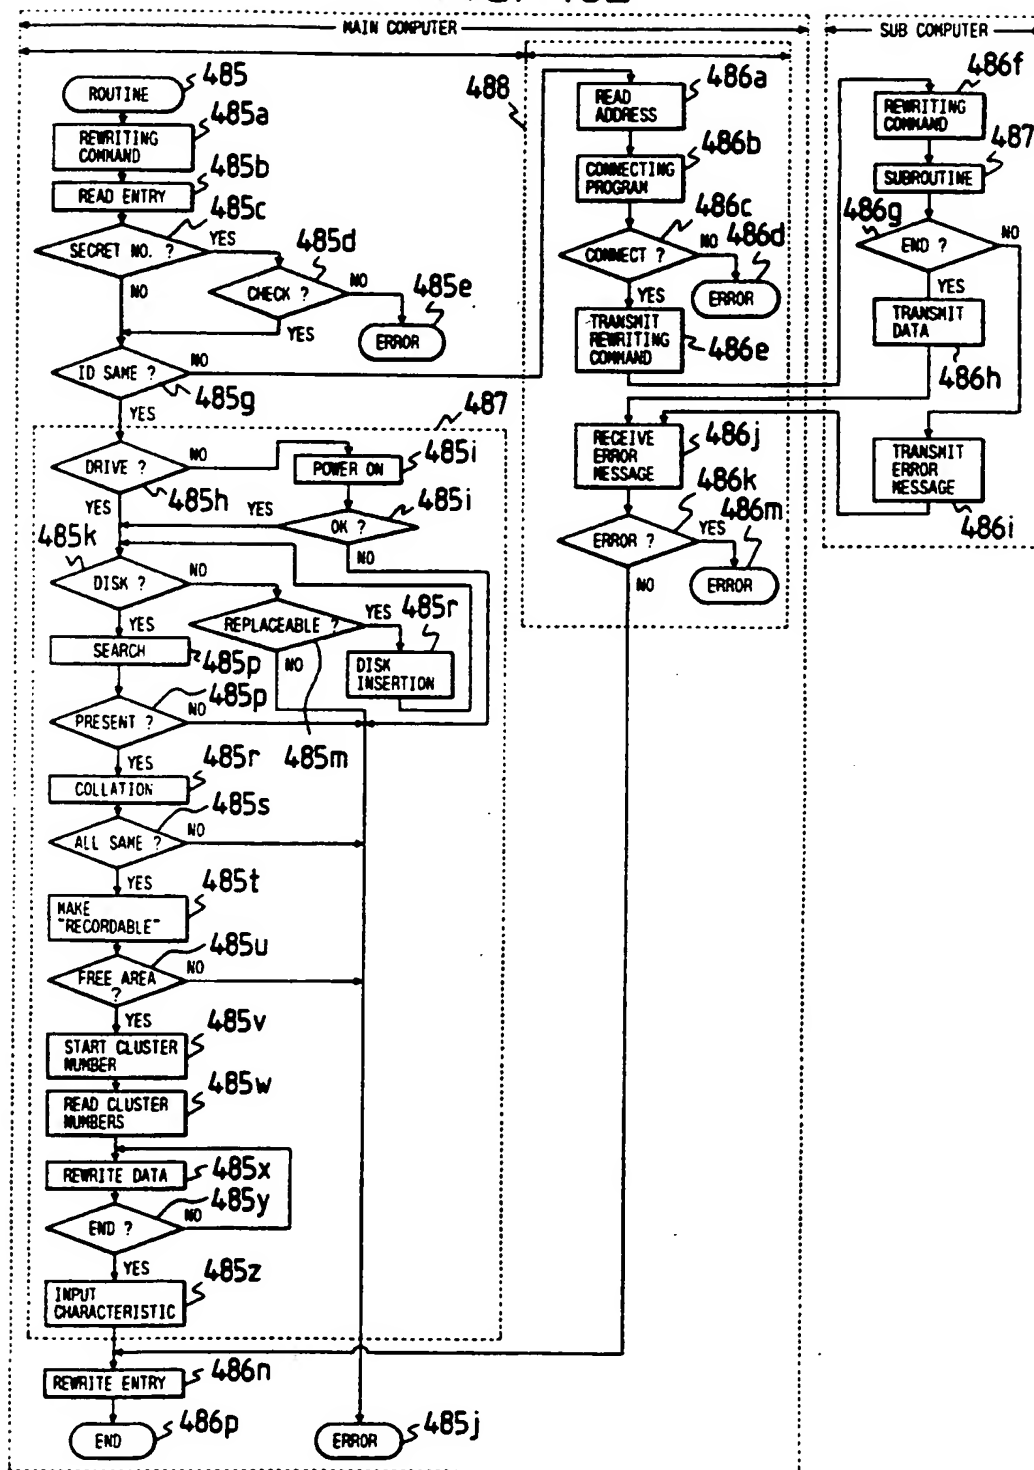 MAIN COMPUTER
SUB COMPUTER
485
ROUTINE
485a
REWRITING
COMMAND
485b
READ ENTRY
485c
SECRET NO. ?
YES
NO
485d
CHECK ?
NO
YES
485e
ERROR
ID SAME ?
NO
485g
YES
488
486a
READ
ADDRESS
486b
CONNECTING
PROGRAM
486c
CONNECT ?
NO
486d
ERROR
YES
TRANSMIT
REWRITING
COMMAND
486e
486f
REWRITING
COMMAND
487
SUBROUTINE
486g
END ?
NO
YES
TRANSMIT
DATA
486h
TRANSMIT
ERROR
MESSAGE
486i
RECEIVE
ERROR
MESSAGE
486j
486k
ERROR ?
YES
486m
ERROR
NO
487
DRIVE ?
NO
485h
YES
POWER ON
485i
OK ?
485i
YES
NO
485k
DISK ?
NO
YES
REPLACEABLE ?
YES
NO
485m
485r
DISK
INSERTION
SEARCH
485p
PRESENT ?
485p
NO
YES
COLLATION
485r
ALL SAME ?
485s
NO
YES
MAKE
"RECORDABLE"
485t
FREE AREA
?
485u
NO
YES
START CLUSTER
NUMBER
485v
READ CLUSTER
NUMBERS
485w
REWRITE DATA
485x
END ?
485y
NO
YES
INPUT
CHARACTERISTIC
485z
REWRITE ENTRY
486n
END
486p
ERROR
485j